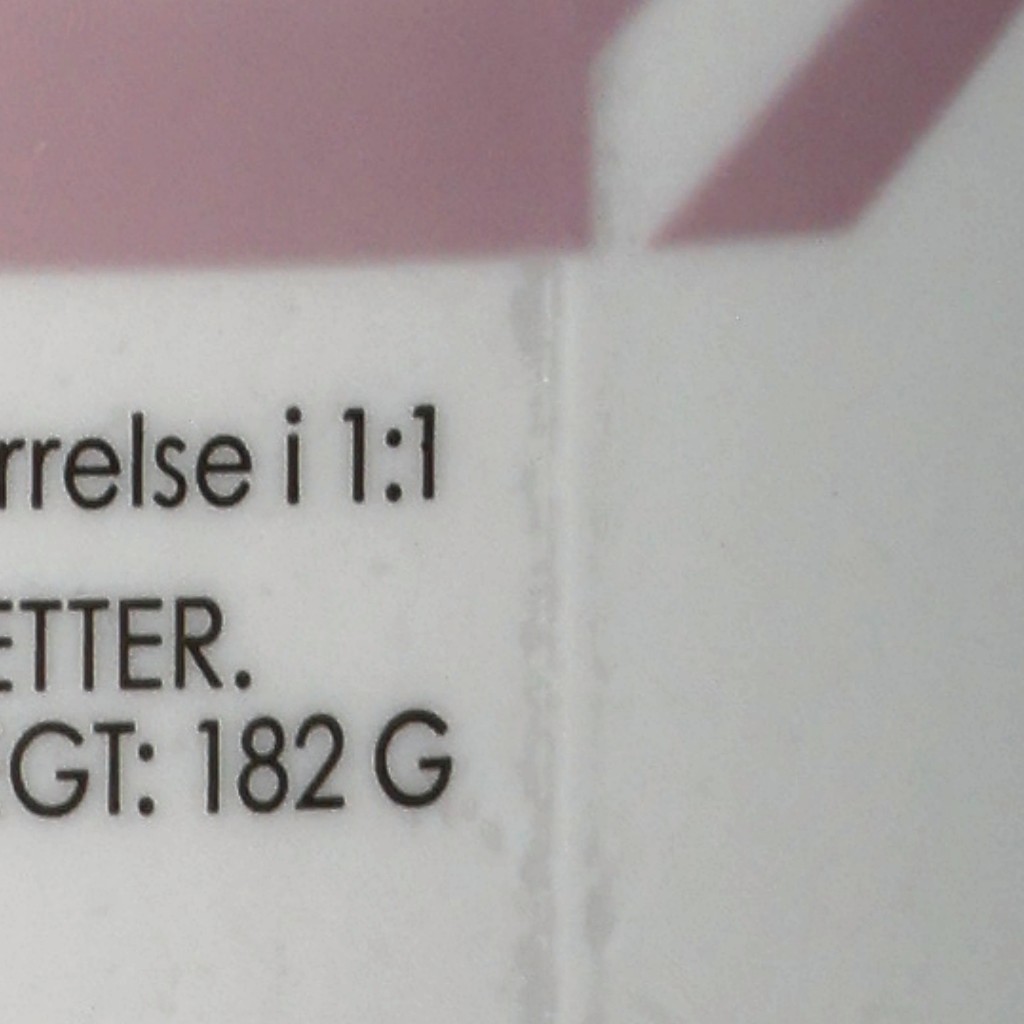 rrelse i 1:1
ETTER.
GT: 182 G